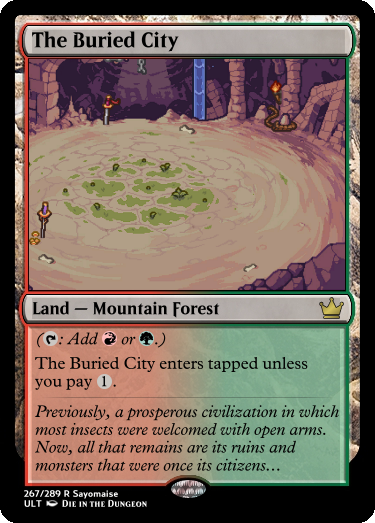 The Buried City
Land — Mountain Forest
(T: Add R or G.)
The Buried City enters tapped unless
you pay 1.
Previously, a prosperous civilization in which
most insects were welcomed with open arms.
Now, all that remains are its ruins and
monsters that were once its citizens...
267/289 R Sayomaise
ULT Die in the Dungeon